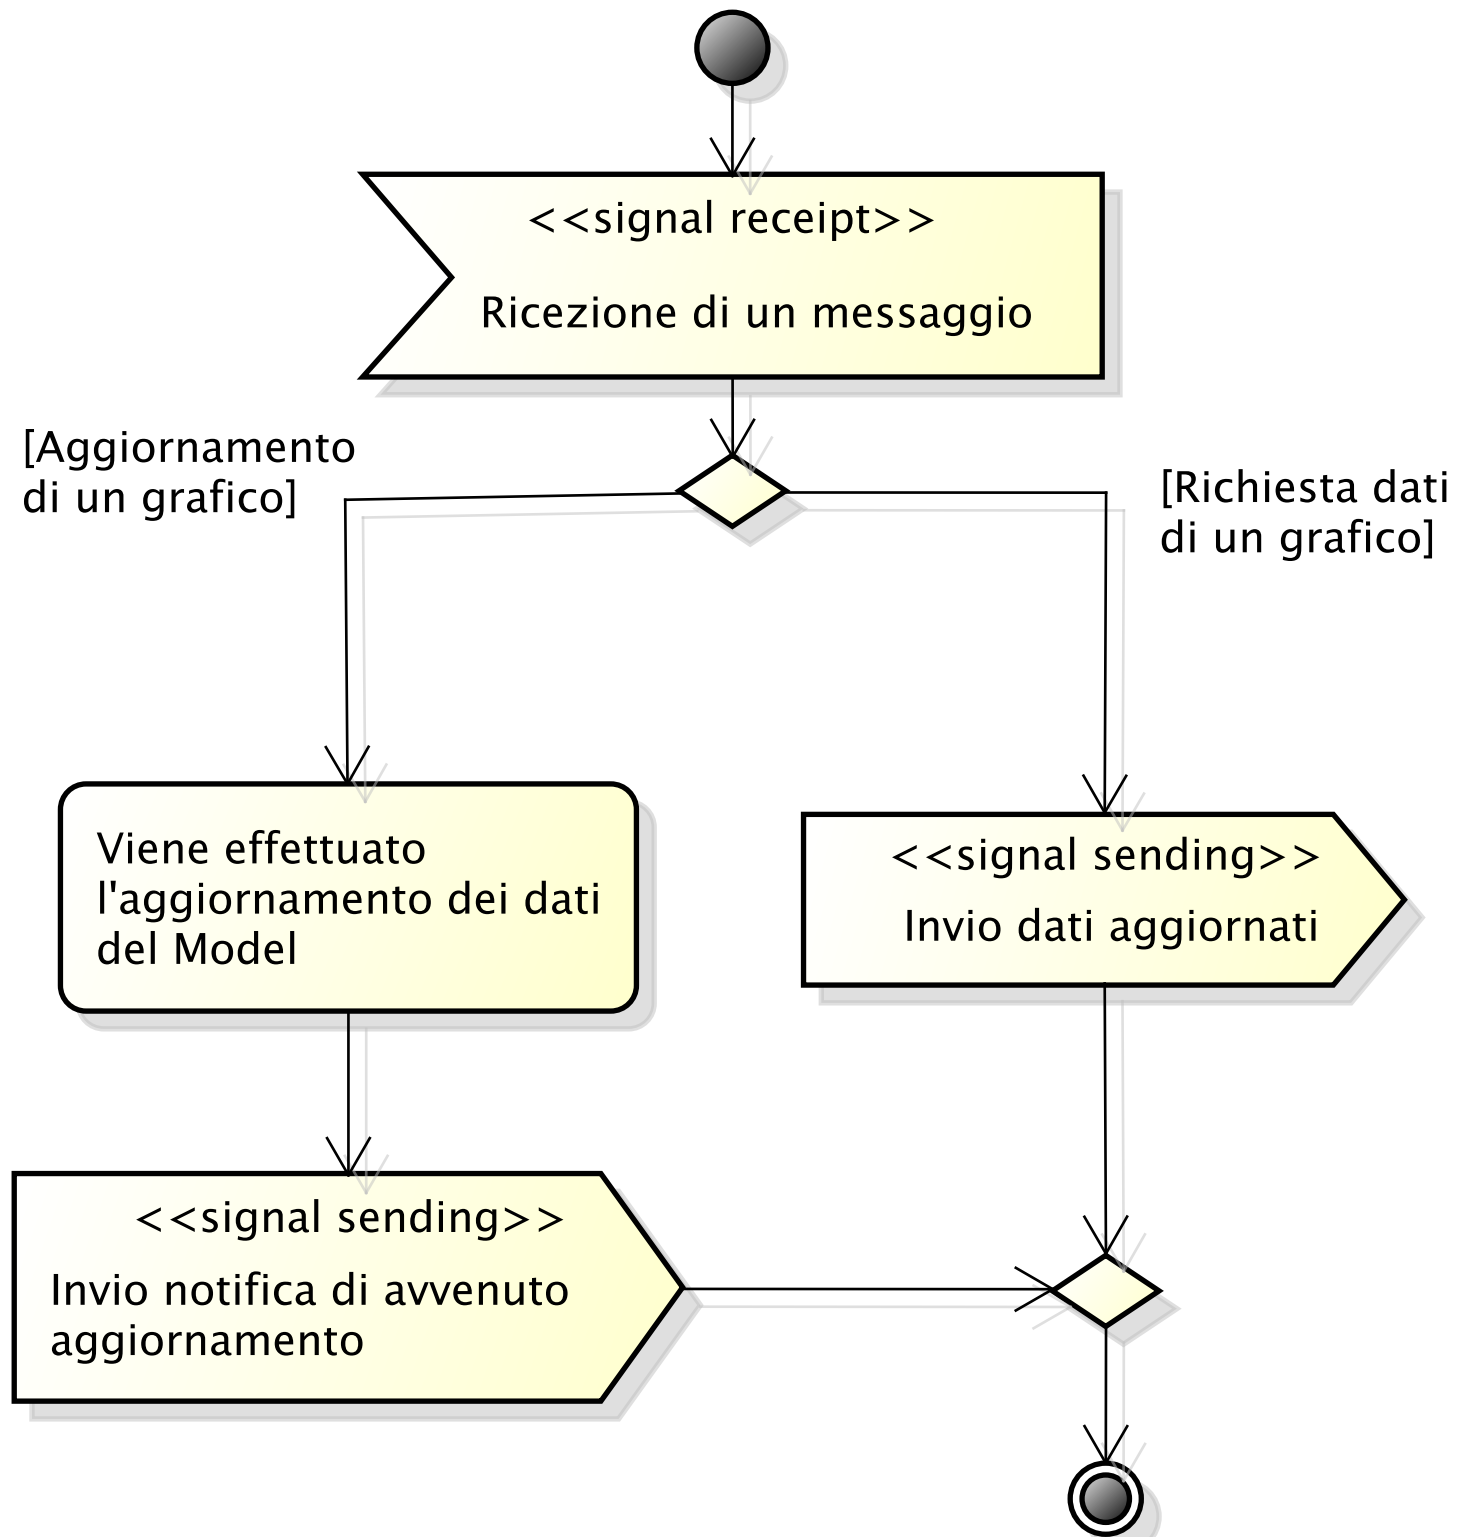 <<signal receipt>>
Ricezione di un messaggio
[Aggiornamento
di un grafico]
[Richiesta dati
di un grafico]
Viene effettuato
l'aggiornamento dei dati
del Model
<<signal sending>>
Invio dati aggiornati
<<signal sending>>
Invio notifica di avvenuto
aggiornamento